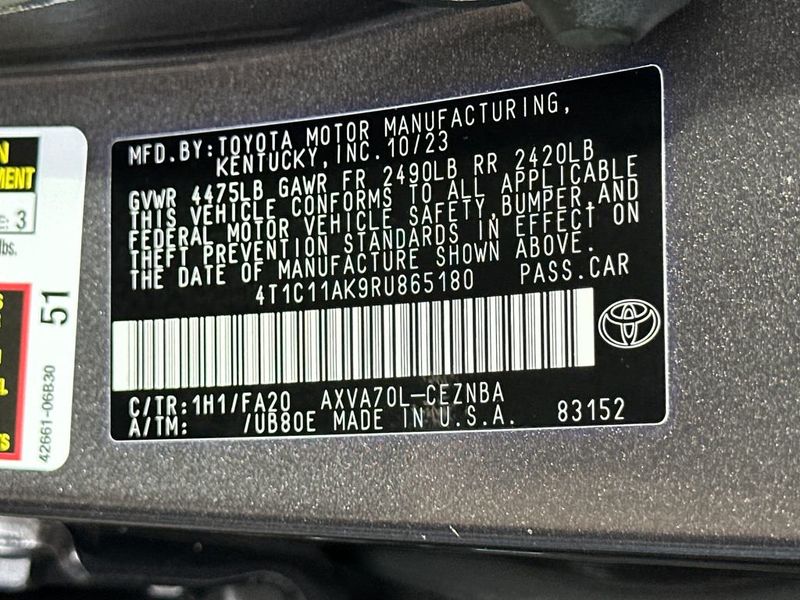 MFD.BY:TOYOTA MOTOR MANUFACTURING,
KENTUCKY,INC.10/23
GVWR 4475LB GAWR FR 2490LB RR 2420LB
THIS VEHICLE CONFORMS TO ALL APPLICABLE
FEDERAL MOTOR VEHICLE SAFETY,BUMPER,AND
THEFT PREVENTION STANDARDS IN EFFECT ON
THE DATE OF MANUFACTURE SHOWN ABOVE.
4T1C11AK9RU865180 PASS.CAR
C/TR:1H1/FA20 AXVA70L-CEZNBA
A/TM: /UB80E MADE IN U.S.A. 83152
3
lbs.
51
42661-06B30